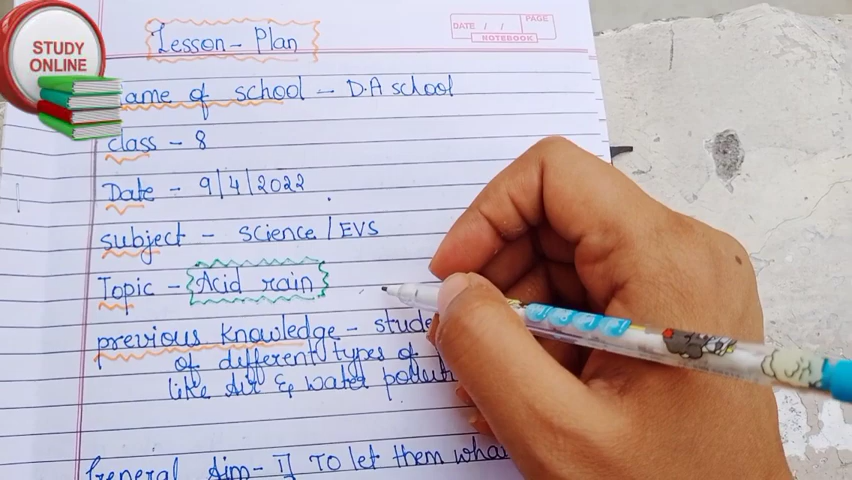 STUDY
ONLINE
DATE / / PAGE
NOTEBOOK
Lesson - Plan
ame of school - D.A school
class - 8
Date - 9/4/2022
subject - science / EVS
Topic - Acid rain
previous knowledge - stude
of different types of
like Air & water polluti
General Aim - I] To let them what